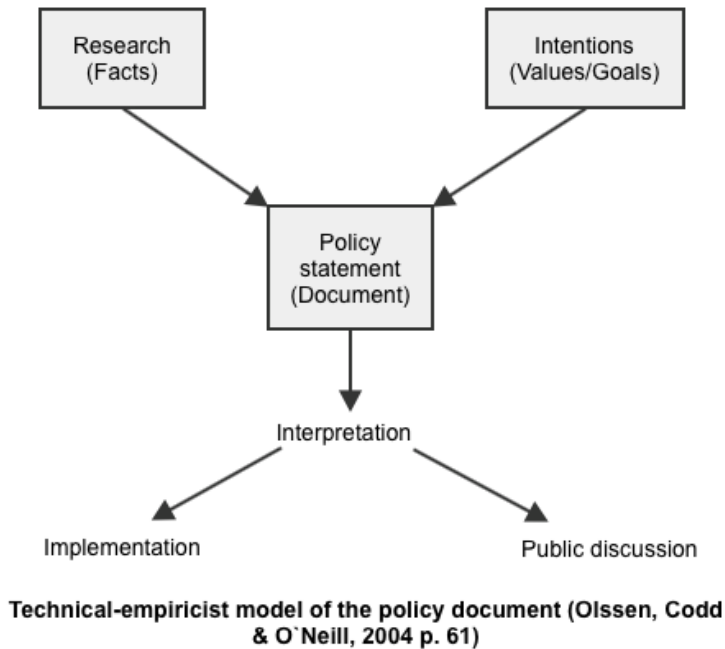 Research
(Facts)
Intentions
(Values/Goals)
Policy
statement
(Document)
Interpretation
Implementation
Public discussion
Technical-empiricist model of the policy document (Olssen, Codd
& O`Neill, 2004 p. 61)